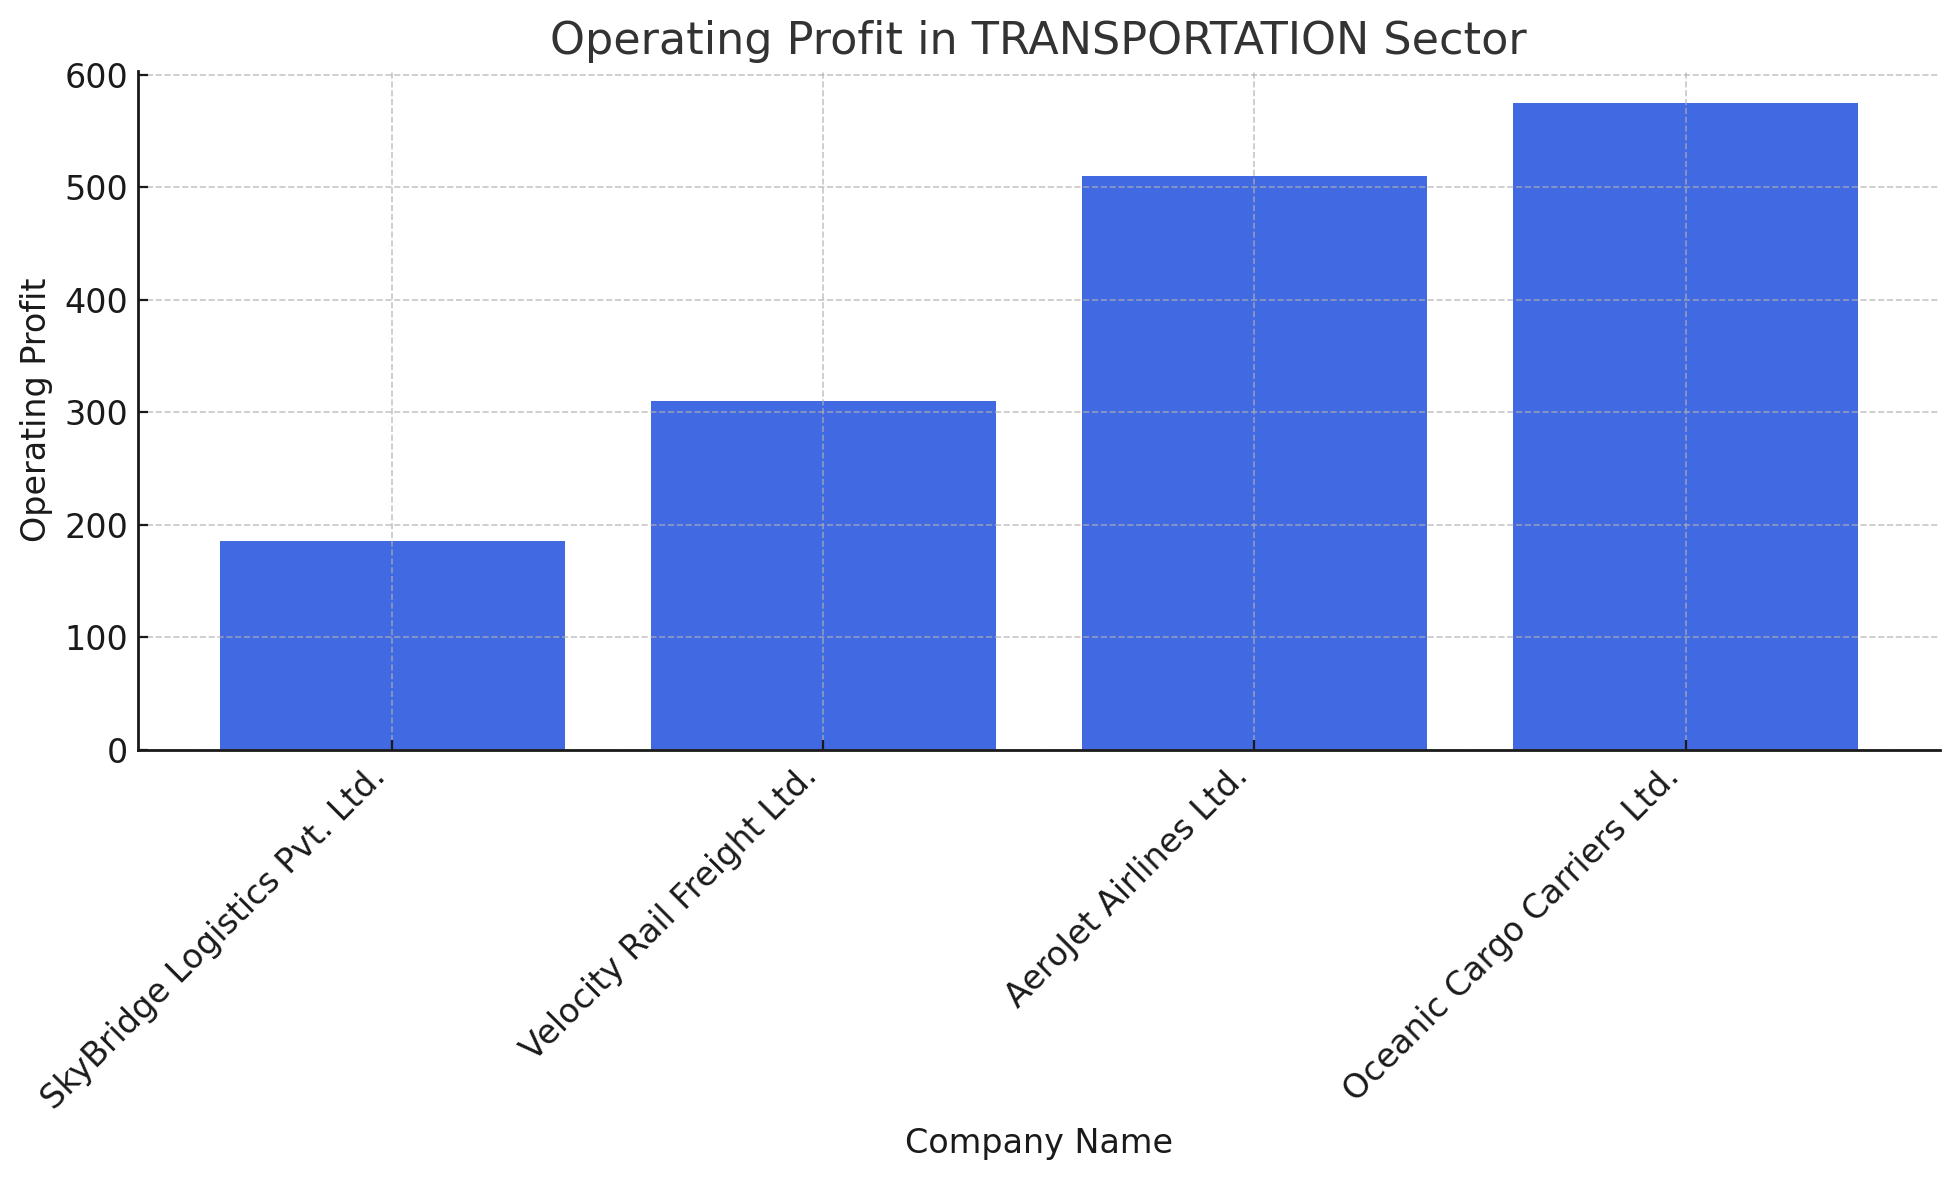 Operating Profit in TRANSPORTATION Sector
Operating Profit
600
500
400
300
200
100
0
SkyBridge Logistics Pvt. Ltd.
Velocity Rail Freight Ltd.
AeroJet Airlines Ltd.
Oceanic Cargo Carriers Ltd.
Company Name